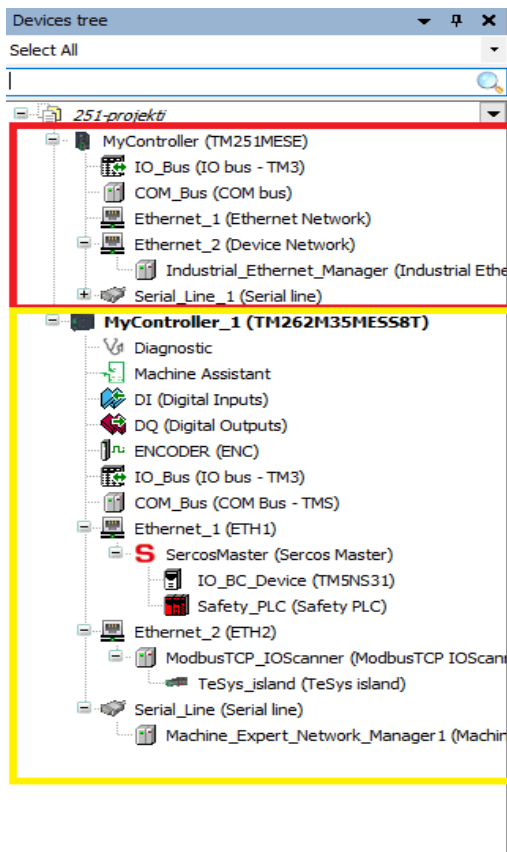 Devices tree
Select All
251-projekti
MyController (TM251MESE)
IO_Bus (IO bus - TM3)
COM_Bus (COM bus)
Ethernet_1 (Ethernet Network)
Ethernet_2 (Device Network)
Industrial_Ethernet_Manager (Industrial Ethe
Serial_Line_1 (Serial line)
MyController_1 (TM262M35MESS8T)
Diagnostic
Machine Assistant
DI (Digital Inputs)
DQ (Digital Outputs)
ENCODER (ENC)
IO_Bus (IO bus - TM3)
COM_Bus (COM Bus - TMS)
Ethernet_1 (ETH1)
SercosMaster (Sercos Master)
IO_BC_Device (TM5NS31)
Safety_PLC (Safety PLC)
Ethernet_2 (ETH2)
ModbusTCP_IOScanner (ModbusTCP IOScann
TeSys_island (TeSys island)
Serial_Line (Serial line)
Machine_Expert_Network_Manager1 (Machin